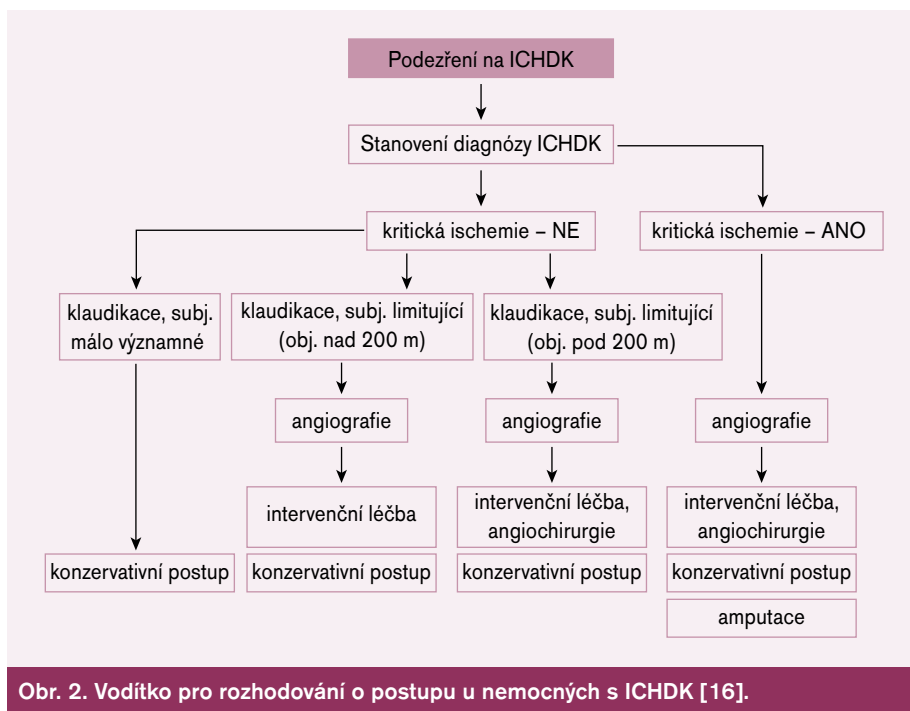 Podezření na ICHDK
Stanovení diagnózy ICHDK
kritická ischemie – NE
kritická ischemie – ANO
klaudikace, subj.
málo významné
klaudikace, subj. limitující
(obj. nad 200 m)
klaudikace, subj. limitující
(obj. pod 200 m)
angiografie
angiografie
angiografie
intervenční léčba
intervenční léčba,
angiochirurgie
intervenční léčba,
angiochirurgie
konzervativní postup
konzervativní postup
konzervativní postup
konzervativní postup
amputace
Obr. 2. Vodítko pro rozhodování o postupu u nemocných s ICHDK [16].